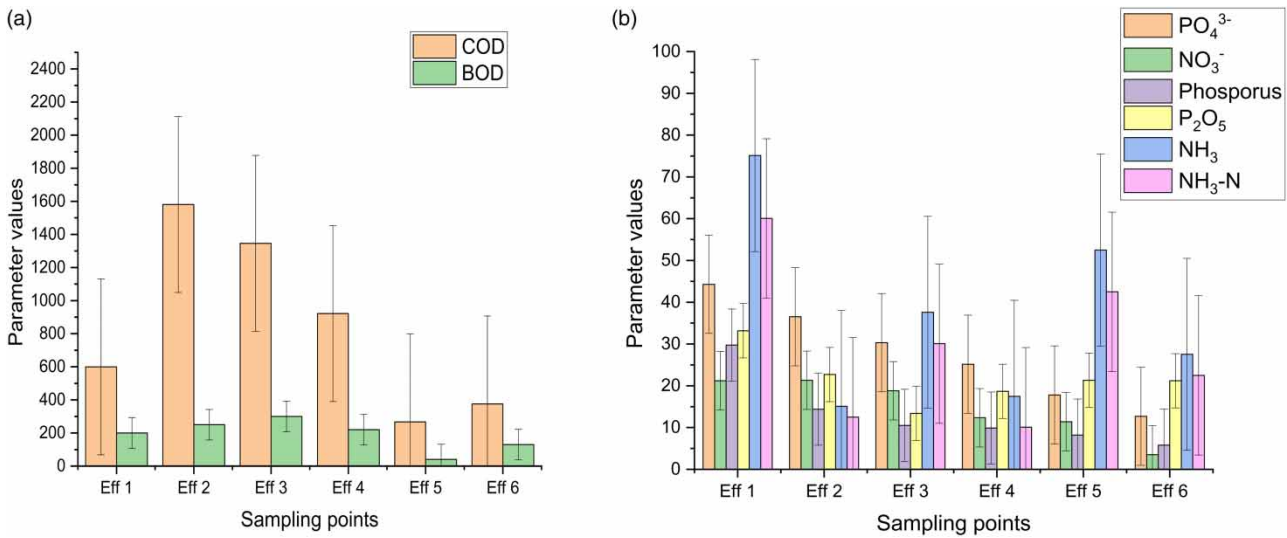 (a)
COD
BOD
2400
2200
2000
1800
1600
1400
1200
1000
800
600
400
200
0
Parameter values
Eff 1 Eff 2 Eff 3 Eff 4 Eff 5 Eff 6
Sampling points
(b)
PO₄³⁻
NO₃⁻
Phosporus
P₂O₅
NH₃
NH₃-N
100
90
80
70
60
50
40
30
20
10
0
Parameter values
Eff 1 Eff 2 Eff 3 Eff 4 Eff 5 Eff 6
Sampling points